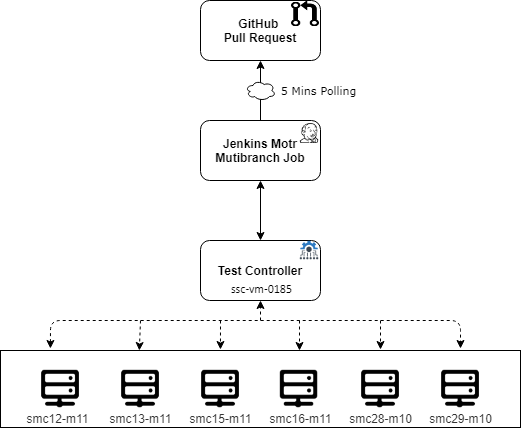 GitHub
Pull Request
5 Mins Polling
Jenkins Motr
Mutibranch Job
Test Controller
ssc-vm-0185
smc12-m11 smc13-m11 smc15-m11 smc16-m11 smc28-m10 smc29-m10